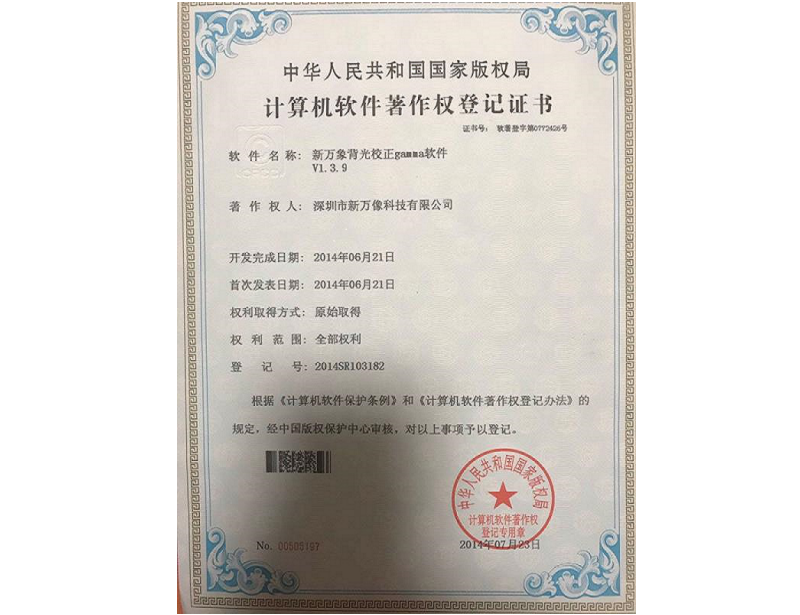 中华人民共和国国家版权局
计算机软件著作权登记证书
证书号： 软著登字第0772426号
软件名称： 新万象背光校正gamma软件
V1.3.9
著作权人： 深圳市新万像科技有限公司
开发完成日期： 2014年06月21日
首次发表日期： 2014年06月21日
权利取得方式： 原始取得
权利范围： 全部权利
登记号： 2014SR103182
根据《计算机软件保护条例》和《计算机软件著作权登记办法》的
规定，经中国版权保护中心审核，对以上事项予以登记。
中华人民共和国国家版权局
计算机软件著作权
登记专用章
No.
2014年07月23日